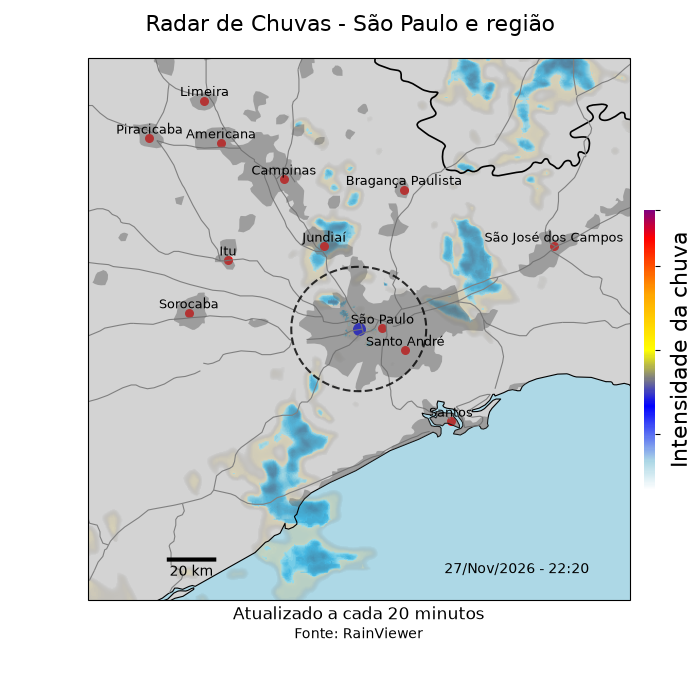 Radar de Chuvas - São Paulo e região
Limeira
Piracicaba
Americana
Campinas
Bragança Paulista
Jundiaí
São José dos Campos
Itu
Sorocaba
São Paulo
Santo André
Santos
Intensidade da chuva
20 km
27/Nov/2026 - 22:20
Atualizado a cada 20 minutos
Fonte: RainViewer